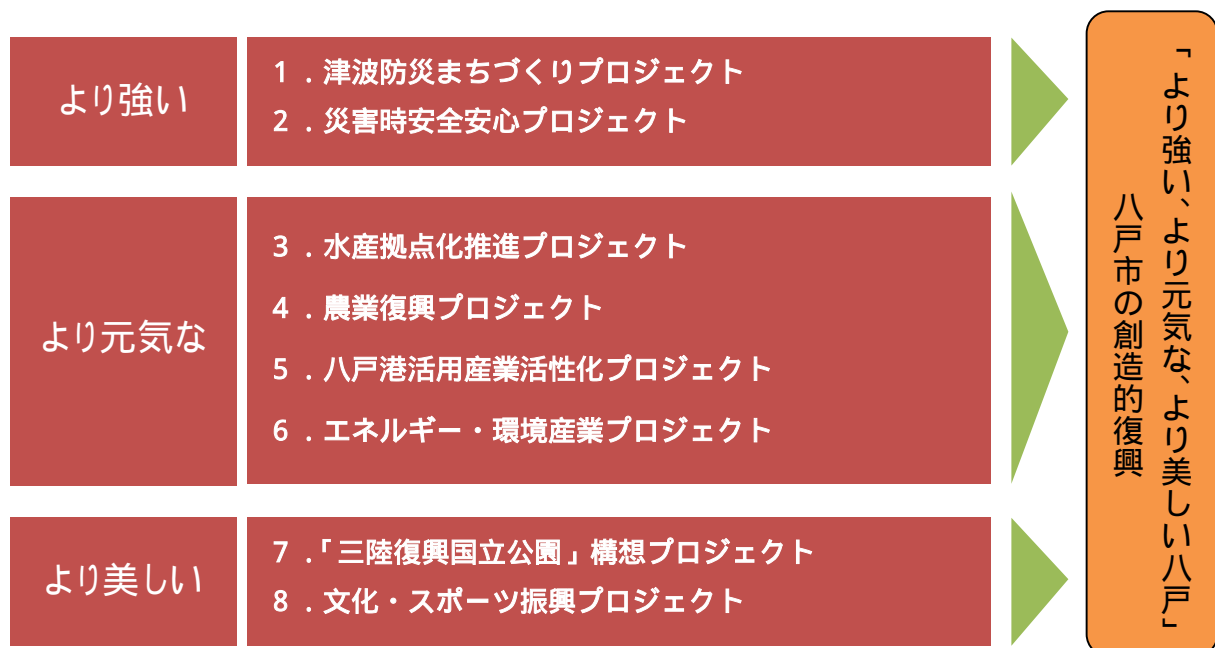 より強い
1．津波防災まちづくりプロジェクト
2．災害時安全安心プロジェクト
より元気な
3．水産拠点化推進プロジェクト
4．農業復興プロジェクト
5．八戸港活用産業活性化プロジェクト
6．エネルギー・環境産業プロジェクト
より美しい
7．「三陸復興国立公園」構想プロジェクト
8．文化・スポーツ振興プロジェクト
「より強い、より元気な、より美しい八戸」
八戸市の創造的復興